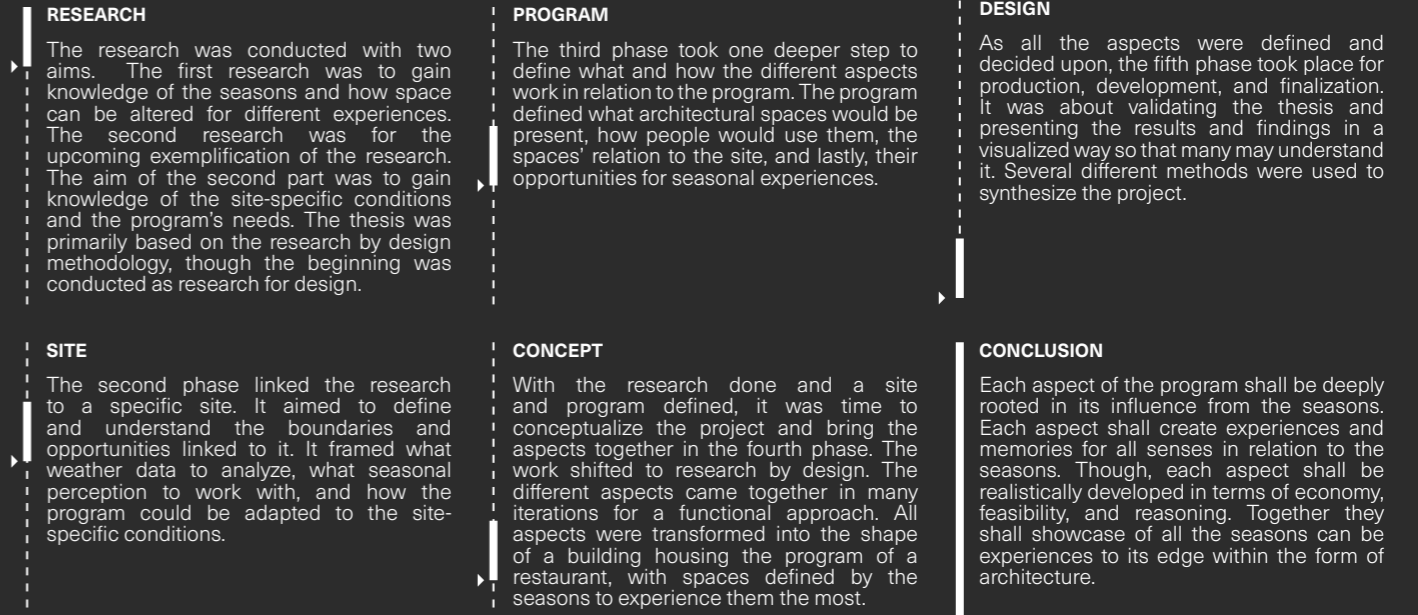 RESEARCH
The research was conducted with two
aims. The first research was to gain
knowledge of the seasons and how space
can be altered for different experiences.
The second research was for the
upcoming exemplification of the research.
The aim of the second part was to gain
knowledge of the site-specific conditions
and the program's needs. The thesis was
primarily based on the research by design
methodology, though the beginning was
conducted as research for design.
SITE
The second phase linked the research
to a specific site. It aimed to define
and understand the boundaries and
opportunities linked to it. It framed what
weather data to analyze, what seasonal
perception to work with, and how the
program could be adapted to the site-
specific conditions.
PROGRAM
The third phase took one deeper step to
define what and how the different aspects
work in relation to the program. The program
defined what architectural spaces would be
present, how people would use them, the
spaces' relation to the site, and lastly, their
opportunities for seasonal experiences.
CONCEPT
With the research done and a site
and program defined, it was time to
conceptualize the project and bring the
aspects together in the fourth phase. The
work shifted to research by design. The
different aspects came together in many
iterations for a functional approach. All
aspects were transformed into the shape
of a building housing the program of a
restaurant, with spaces defined by the
seasons to experience them the most.
DESIGN
As all the aspects were defined and
decided upon, the fifth phase took place for
production, development, and finalization.
It was about validating the thesis and
presenting the results and findings in a
visualized way so that many may understand
it. Several different methods were used to
synthesize the project.
CONCLUSION
Each aspect of the program shall be deeply
rooted in its influence from the seasons.
Each aspect shall create experiences and
memories for all senses in relation to the
seasons. Though, each aspect shall be
realistically developed in terms of economy,
feasibility, and reasoning. Together they
shall showcase of all the seasons can be
experiences to its edge within the form of
architecture.